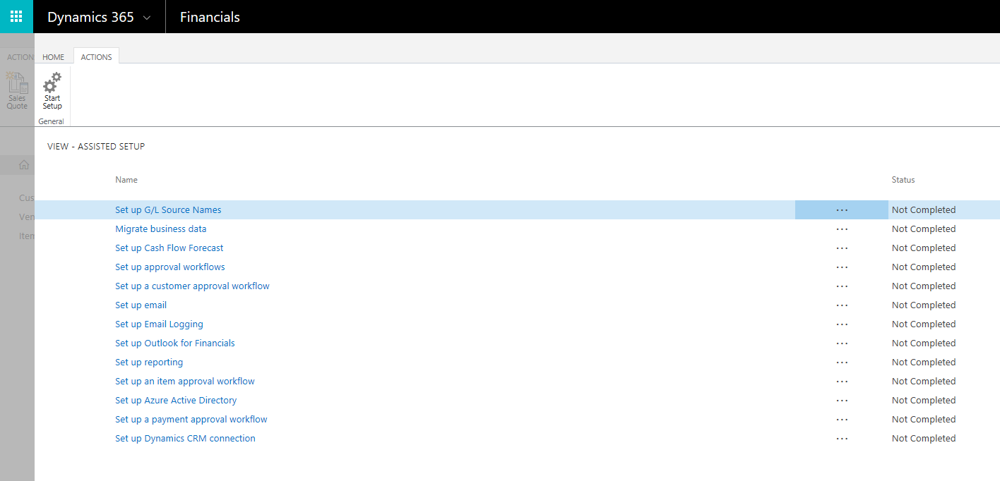 Dynamics 365 Financials
ACTION HOME ACTIONS
Sales
Quote
Start
Setup
General
VIEW - ASSISTED SETUP
Name Status
Cus
Ven
Item
Set up G/L Source Names ... Not Completed
Migrate business data ... Not Completed
Set up Cash Flow Forecast ... Not Completed
Set up approval workflows ... Not Completed
Set up a customer approval workflow ... Not Completed
Set up email ... Not Completed
Set up Email Logging ... Not Completed
Set up Outlook for Financials ... Not Completed
Set up reporting ... Not Completed
Set up an item approval workflow ... Not Completed
Set up Azure Active Directory ... Not Completed
Set up a payment approval workflow ... Not Completed
Set up Dynamics CRM connection ... Not Completed